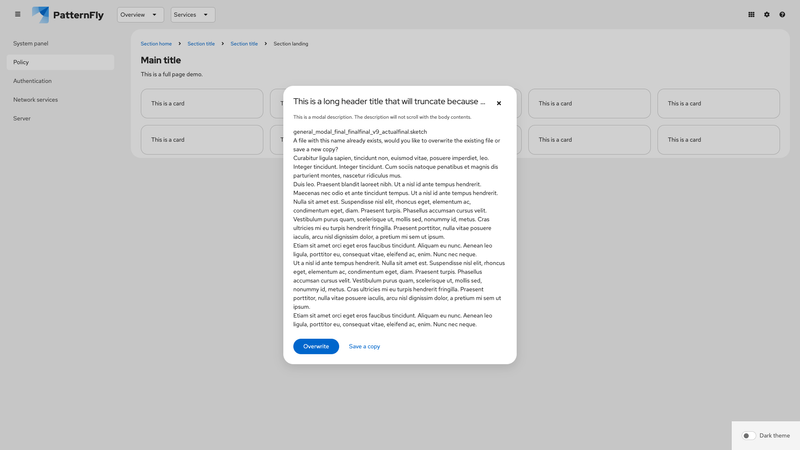 PatternFly
Overview
Services
System panel
Policy
Authentication
Network services
Server
Section home
Section title
Section title
Section landing
Main title
This is a full page demo.
This is a card
This is a card
This is a card
This is a card
This is a card
This is a card
This is a long header title that will truncate because ...
This is a modal description. The description will not scroll with the body contents.
general_modal_final_finalfinal_v9_actualfinal.sketch
A file with this name already exists, would you like to overwrite the existing file or
save a new copy?
Curabitur ligula sapien, tincidunt non, euismod vitae, posuere imperdiet, leo.
Integer tincidunt. Integer tincidunt. Cum sociis natoque penatibus et magnis dis
parturient montes, nascetur ridiculus mus.
Duis leo. Praesent blandit laoreet nibh. Ut a nisl id ante tempus hendrerit.
Maecenas nec odio et ante tincidunt tempus. Ut a nisl id ante tempus hendrerit.
Nulla sit amet est. Suspendisse nisl elit, rhoncus eget, elementum ac,
condimentum eget, diam. Praesent turpis. Phasellus accumsan cursus velit.
Vestibulum purus quam, scelerisque ut, mollis sed, nonummy id, metus. Cras
ultricies mi eu turpis hendrerit fringilla. Praesent porttitor, nulla vitae posuere
iaculis, arcu nisl dignissim dolor, a pretium mi sem ut ipsum.
Etiam sit amet orci eget eros faucibus tincidunt. Aliquam eu nunc. Aenean leo
ligula, porttitor eu, consequat vitae, eleifend ac, enim. Nunc nec neque.
Ut a nisl id ante tempus hendrerit. Nulla sit amet est. Suspendisse nisl elit, rhoncus
eget, elementum ac, condimentum eget, diam. Praesent turpis. Phasellus
accumsan cursus velit. Vestibulum purus quam, scelerisque ut, mollis sed,
nonummy id, metus. Cras ultricies mi eu turpis hendrerit fringilla. Praesent
porttitor, nulla vitae posuere iaculis, arcu nisl dignissim dolor, a pretium mi sem ut
ipsum.
Etiam sit amet orci eget eros faucibus tincidunt. Aliquam eu nunc. Aenean leo
ligula, porttitor eu, consequat vitae, eleifend ac, enim. Nunc nec neque.
Overwrite
Save a copy
Dark theme